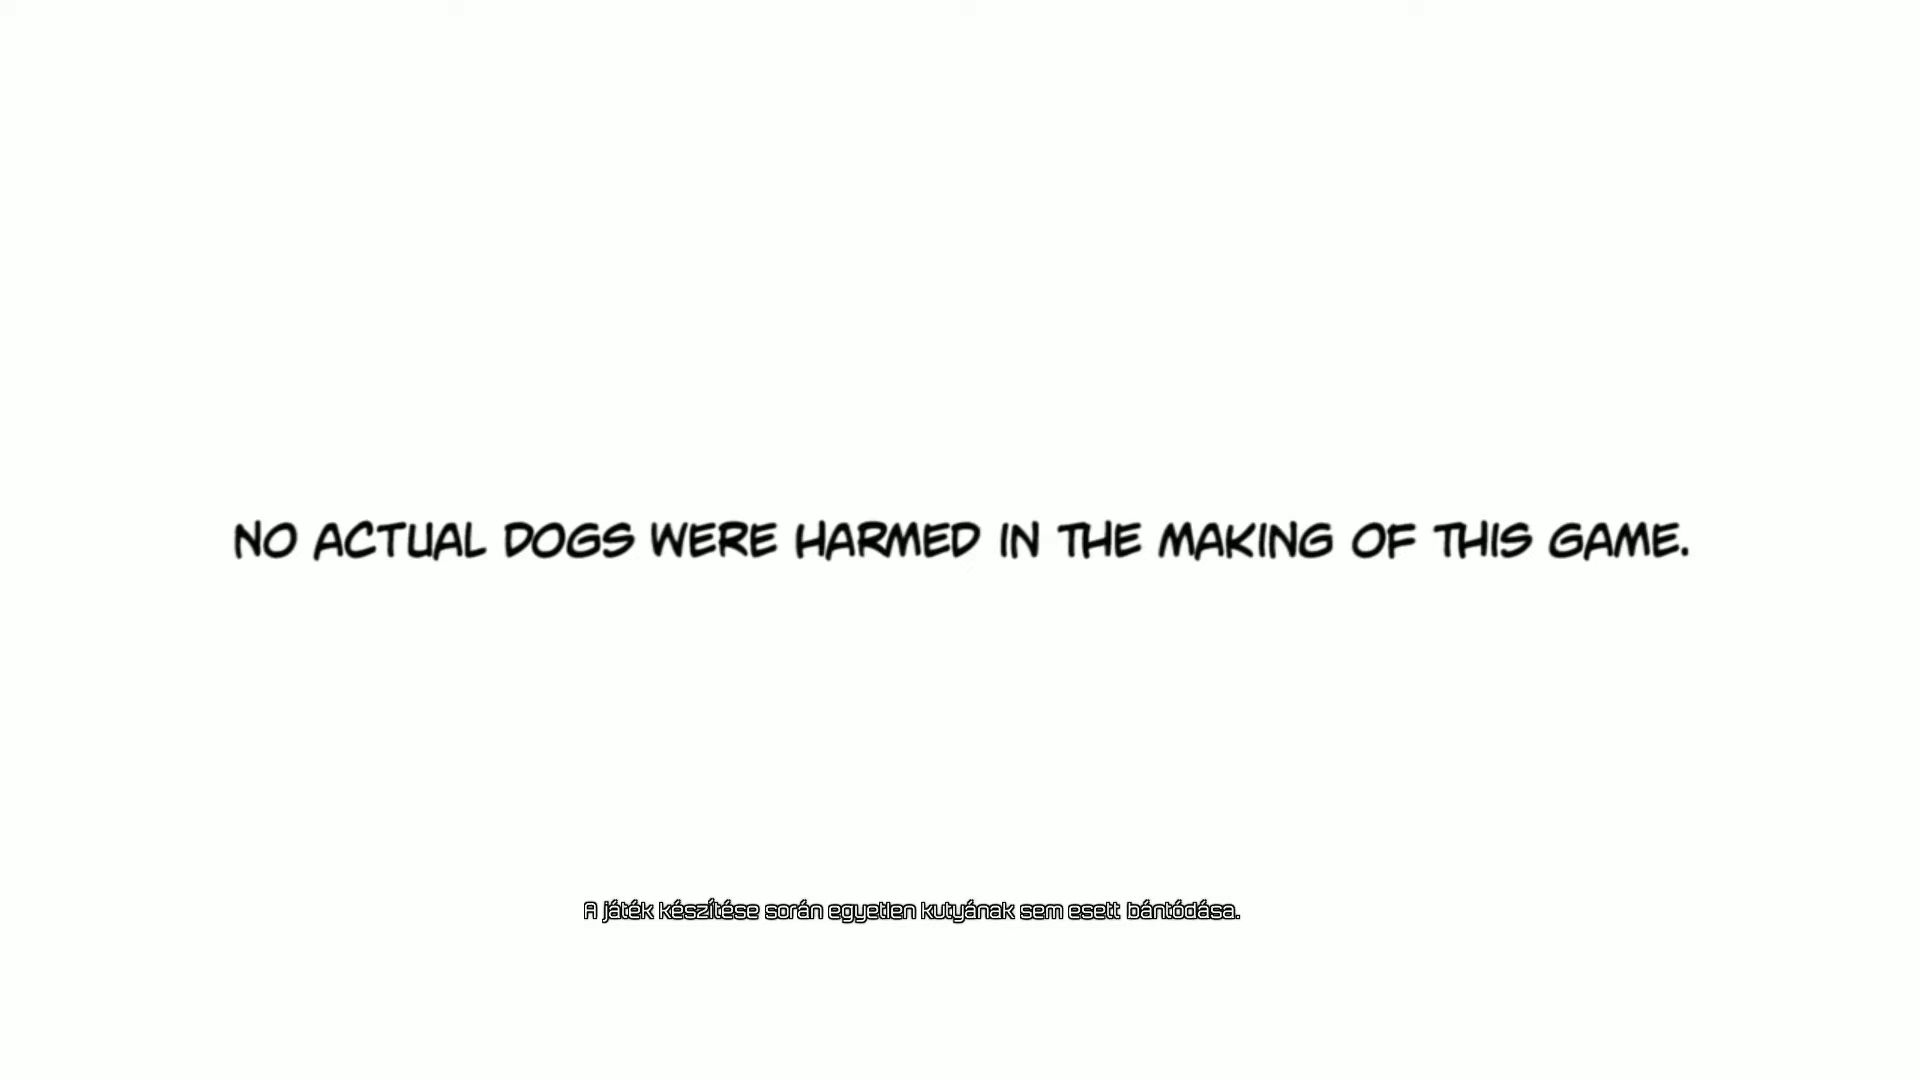 NO ACTUAL DOGS WERE HARMED IN THE MAKING OF THIS GAME.
A játék készítése során egyetlen kutyának sem esett bántódása.